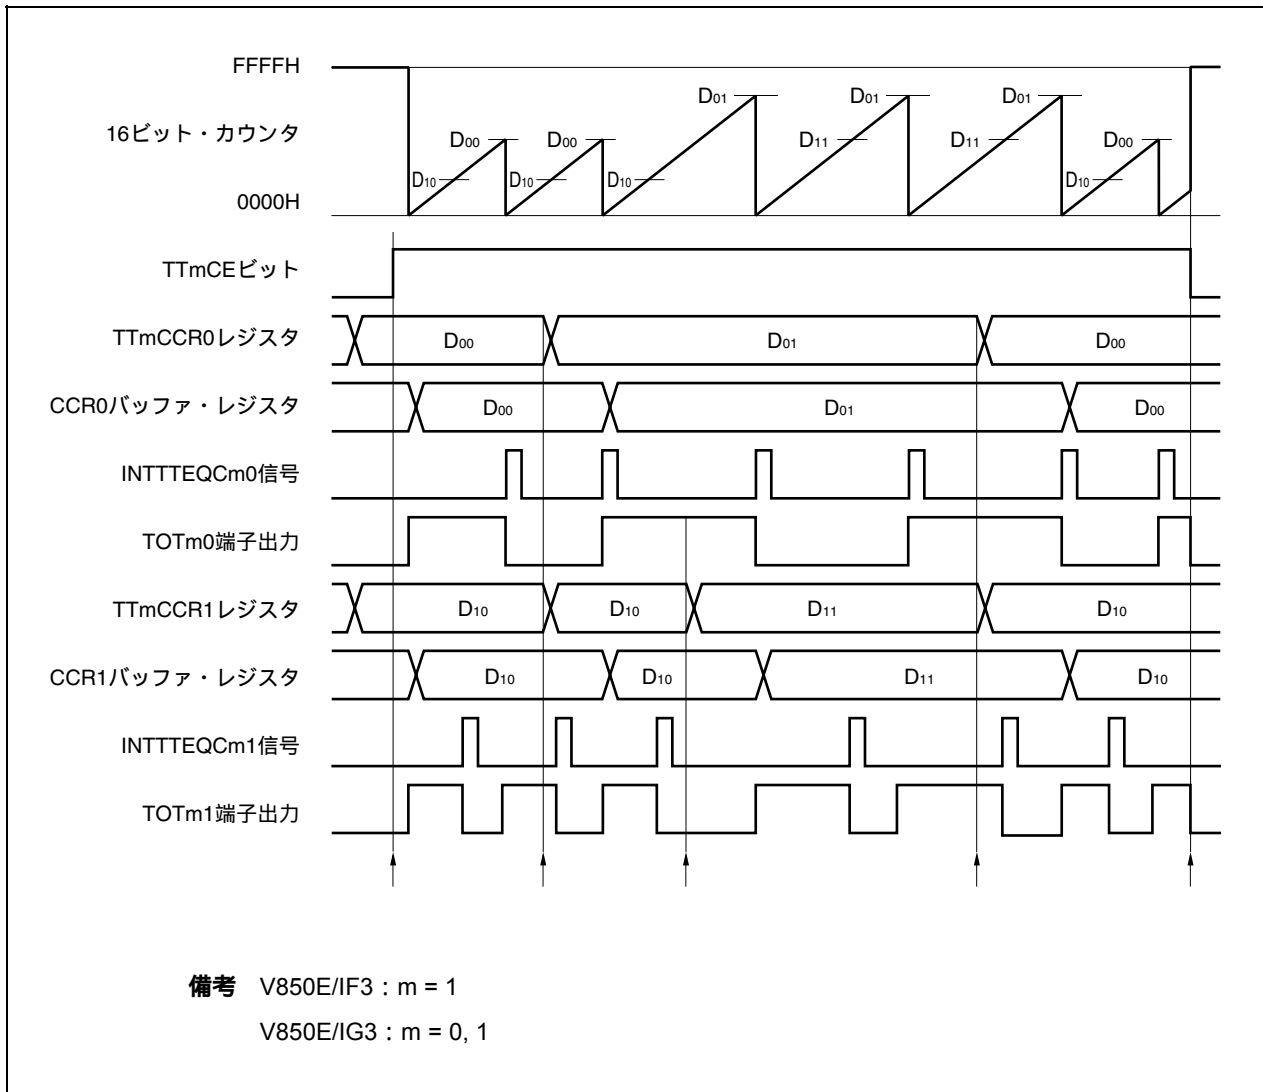 FFFFH
D01 D01 D01
16ビット・カウンタ
D00 D00 D11 D11 D00
D10 D10 D10 D10
0000H
TTmCEビット
TTmCCR0レジスタ D00 D01 D00
CCR0バッファ・レジスタ D00 D01 D00
INTTTEQCm0信号
TOTm0端子出力
TTmCCR1レジスタ D10 D10 D11 D10
CCR1バッファ・レジスタ D10 D10 D11 D10
INTTTEQCm1信号
TOTm1端子出力
備考 V850E/IF3：m = 1
V850E/IG3：m = 0, 1